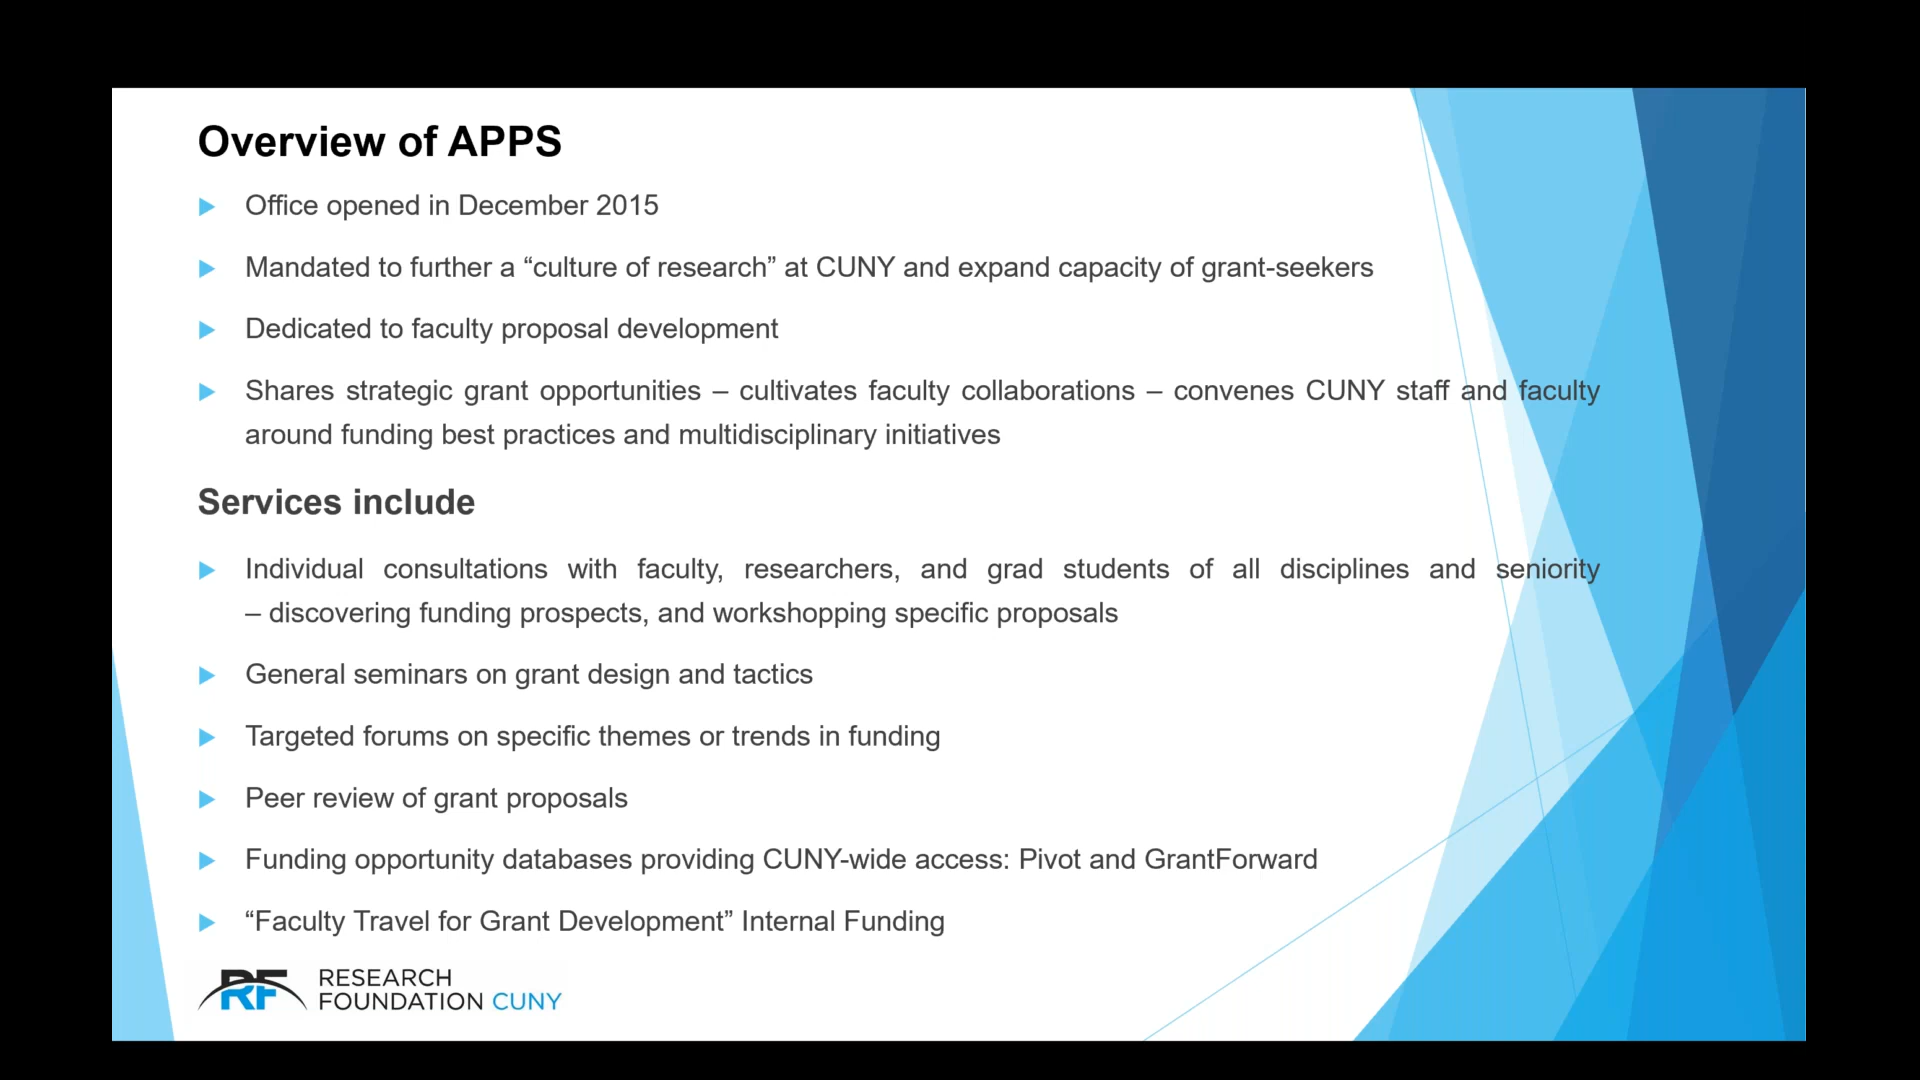 Overview of APPS
Office opened in December 2015
Mandated to further a “culture of research” at CUNY and expand capacity of grant-seekers
Dedicated to faculty proposal development
Shares strategic grant opportunities – cultivates faculty collaborations – convenes CUNY staff and faculty
around funding best practices and multidisciplinary initiatives
Services include
Individual consultations with faculty, researchers, and grad students of all disciplines and seniority
– discovering funding prospects, and workshopping specific proposals
General seminars on grant design and tactics
Targeted forums on specific themes or trends in funding
Peer review of grant proposals
Funding opportunity databases providing CUNY-wide access: Pivot and GrantForward
“Faculty Travel for Grant Development” Internal Funding
RF
RESEARCH
FOUNDATION CUNY